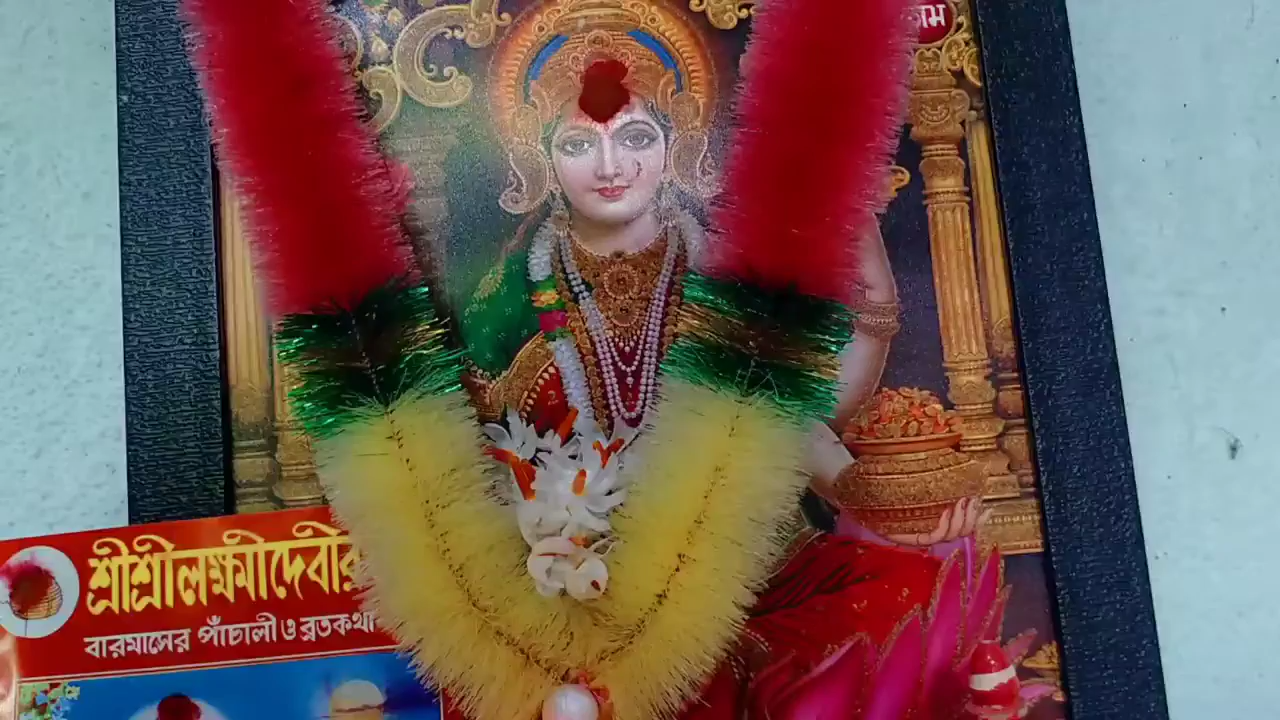 শ্রীশ্রীলক্ষ্মীদেবীর
বারমাসের পাঁচালী ও ব্রতকথা